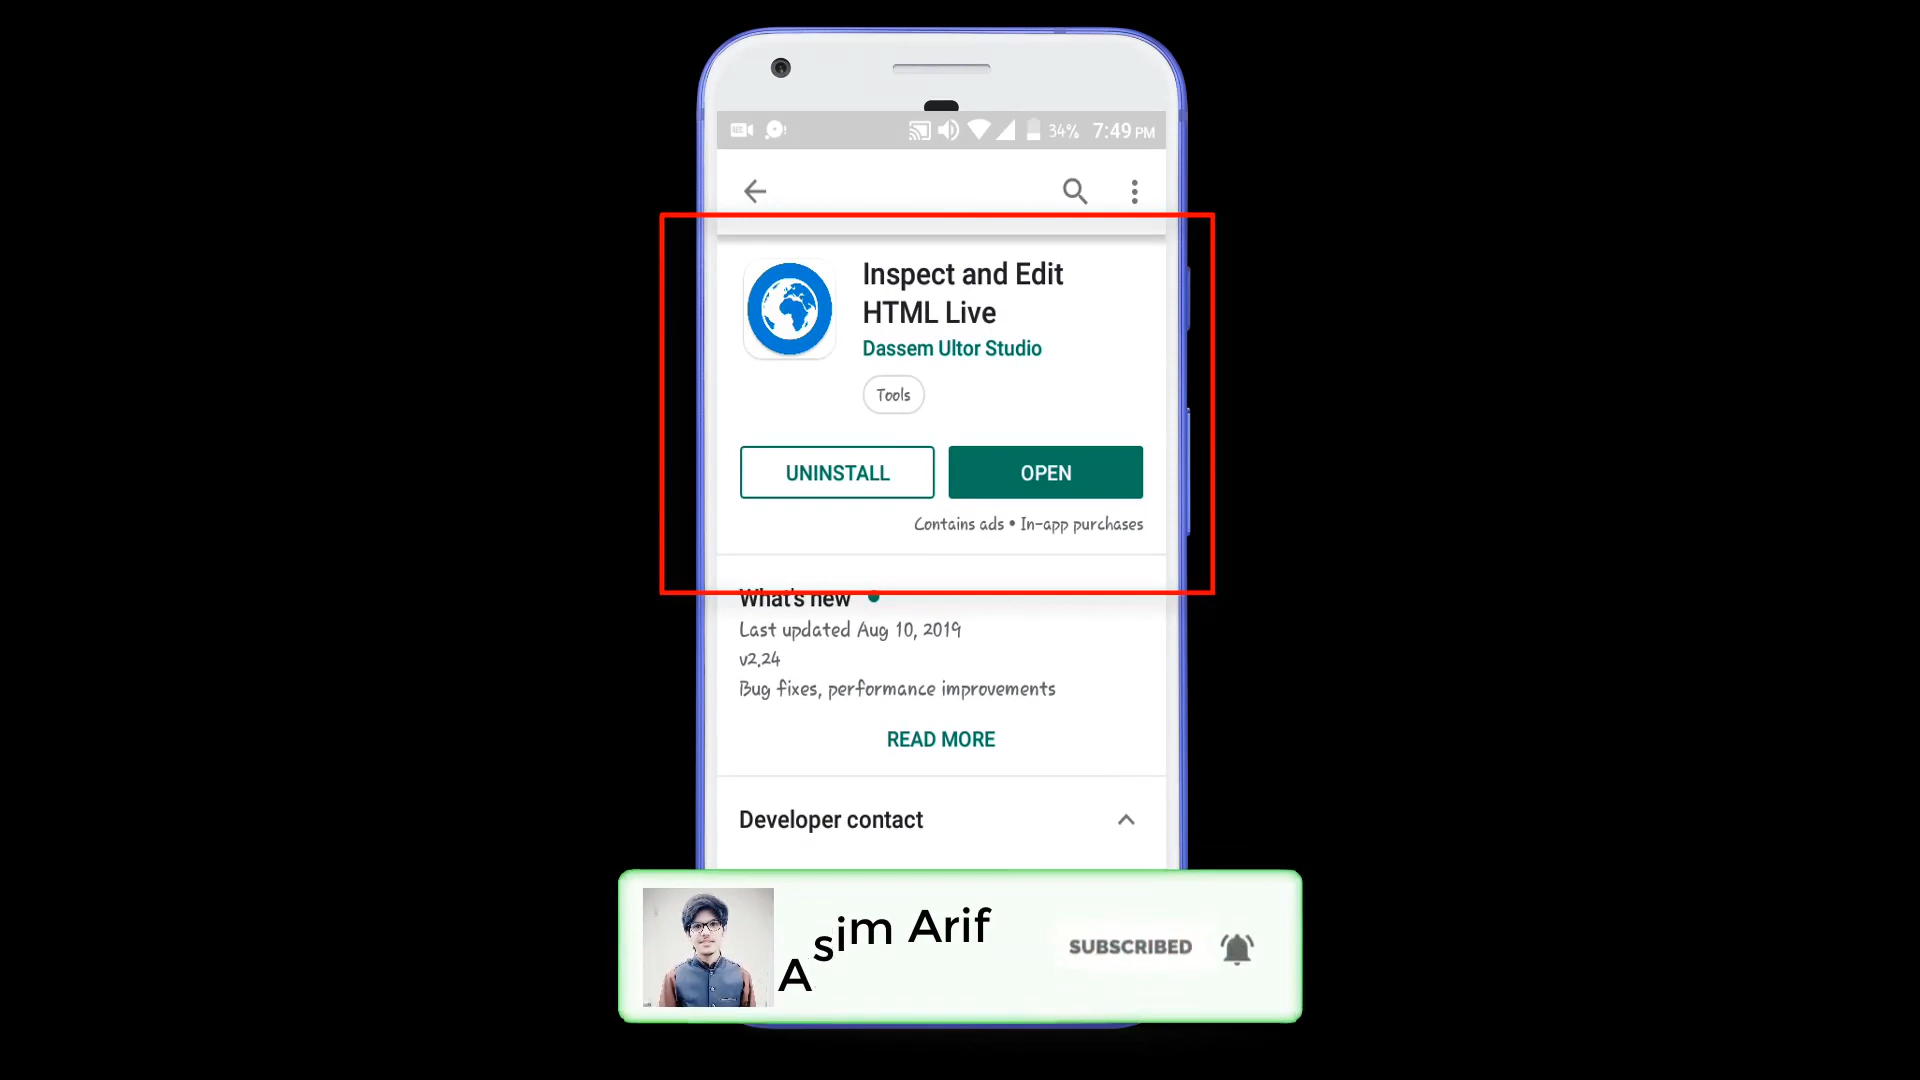 REC
34% 7:49 PM
Inspect and Edit
HTML Live
Dassem Ultor Studio
Tools
UNINSTALL
OPEN
Contains ads • In-app purchases
What's new
Last updated Aug 10, 2019
v2.24
Bug fixes, performance improvements
READ MORE
Developer contact
Asim Arif
SUBSCRIBED